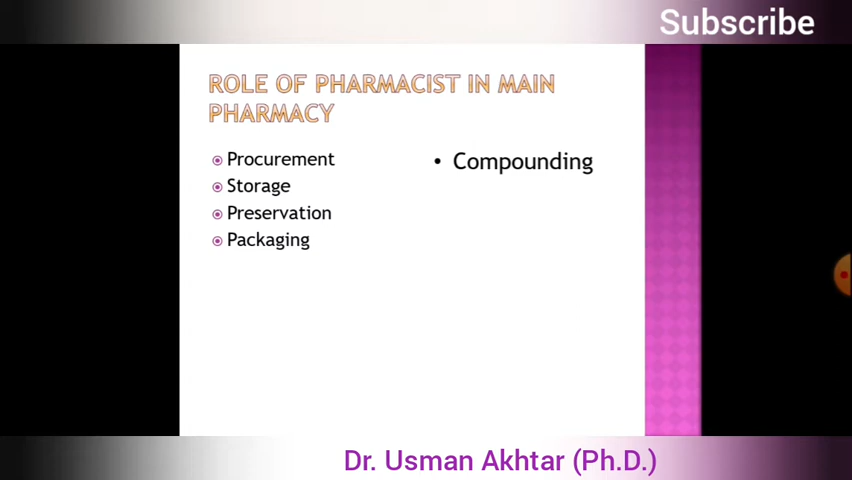 Subscribe
ROLE OF PHARMACIST IN MAIN
PHARMACY
Procurement
Storage
Preservation
Packaging
• Compounding
Dr. Usman Akhtar (Ph.D.)